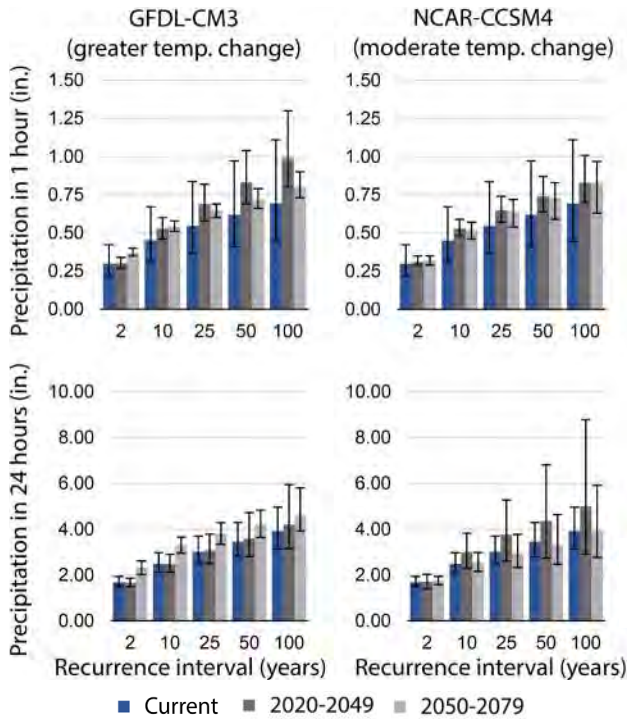 GFDL-CM3
(greater temp. change)
NCAR-CCSM4
(moderate temp. change)
Precipitation in 1 hour (in.)
1.50
1.25
1.00
0.75
0.50
0.25
0.00
2 10 25 50 100
1.50
1.25
1.00
0.75
0.50
0.25
0.00
2 10 25 50 100
Precipitation in 24 hours (in.)
10.00
8.00
6.00
4.00
2.00
0.00
2 10 25 50 100
Recurrence interval (years)
10.00
8.00
6.00
4.00
2.00
0.00
2 10 25 50 100
Recurrence interval (years)
Current 2020-2049 2050-2079